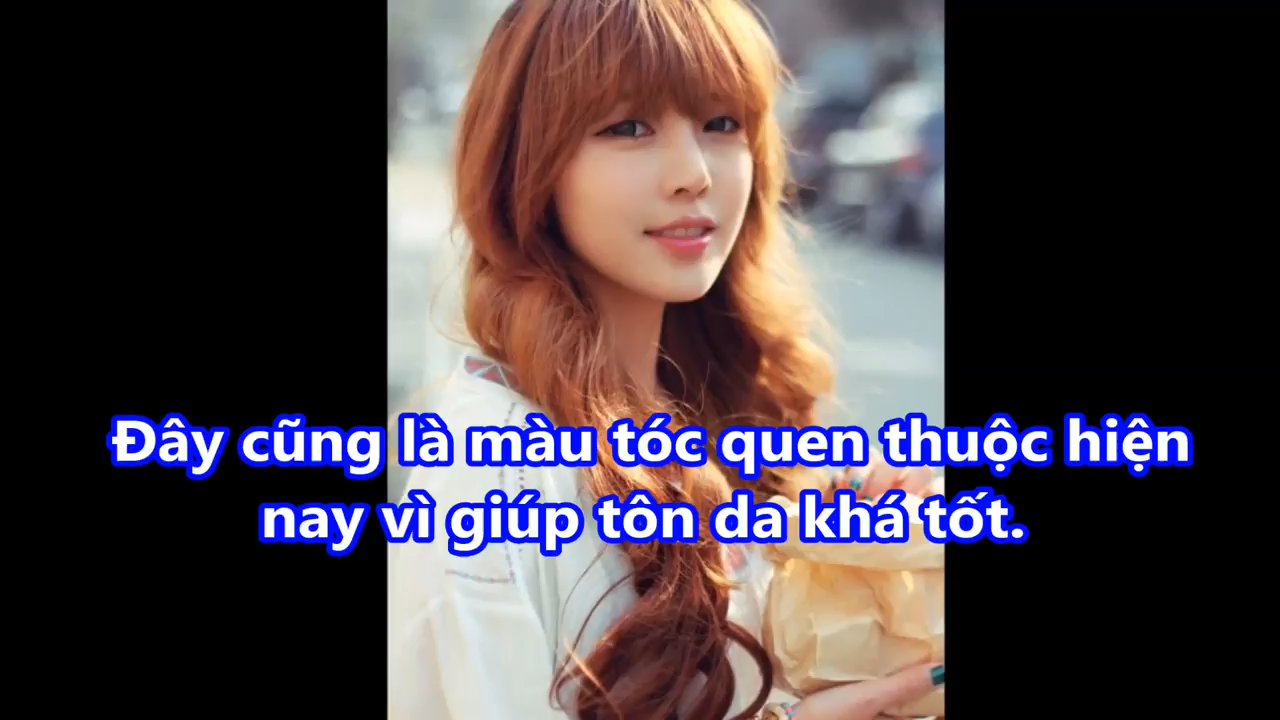 Đây cũng là màu tóc quen thuộc hiện
nay vì giúp tôn da khá tốt.